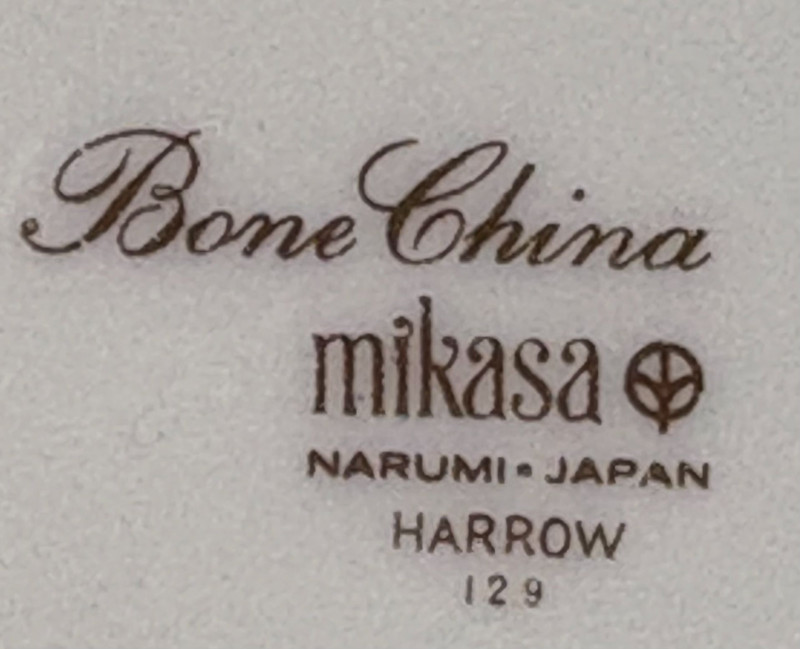 Bone China
mikasa
NARUMI • JAPAN
HARROW
129